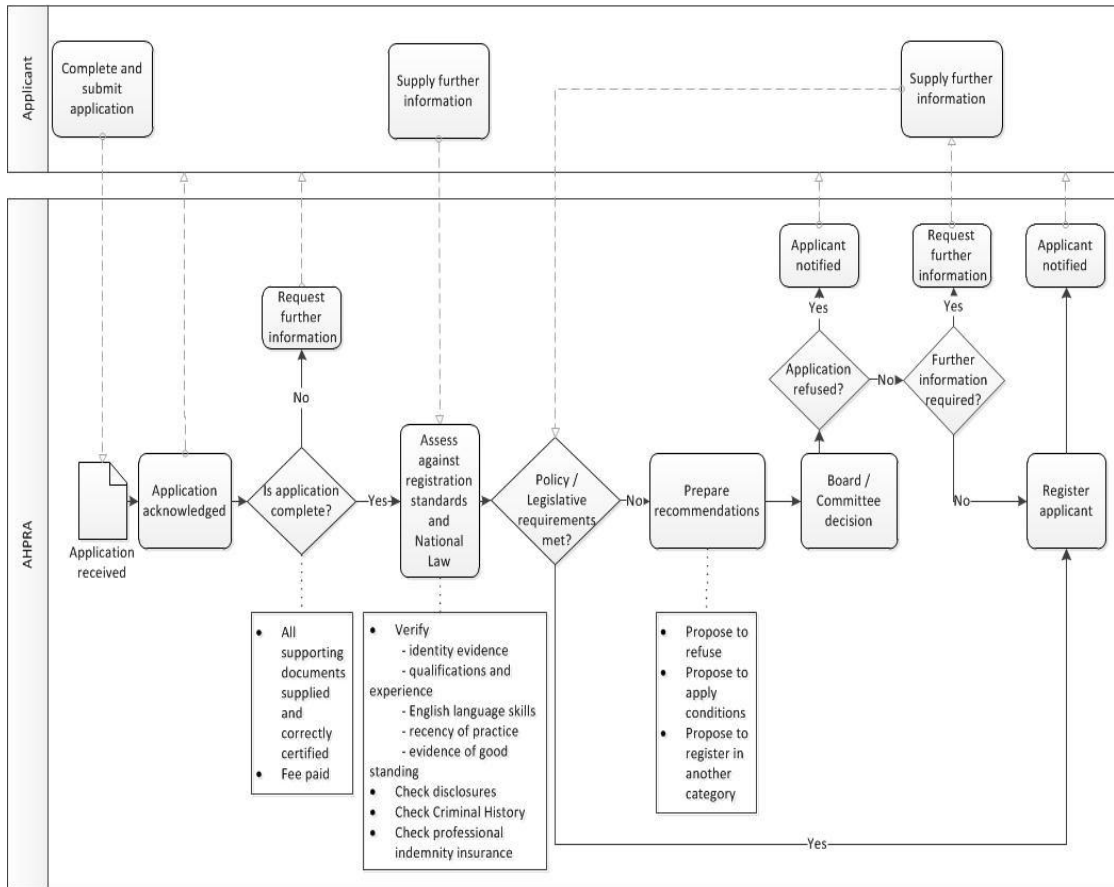 Applicant
Complete and
submit
application
Supply further
information
Supply further
information
AHPRA
Applicant
notified
Request
further
information
Applicant
notified
Request
further
information
Yes
Yes
Application
refused?
No
Further
information
required?
No
Application
received
Application
acknowledged
Is application
complete?
Yes
Assess
against
registration
standards
and
National
Law
Policy /
Legislative
requirements
met?
No
Prepare
recommendations
Board /
Committee
decision
No
Register
applicant
• All
supporting
documents
supplied
and
correctly
certified
• Fee paid
• Verify
- identity evidence
- qualifications and
experience
- English language skills
- recency of practice
- evidence of good
standing
• Check disclosures
• Check Criminal History
• Check professional
indemnity insurance
• Propose to
refuse
• Propose to
apply
conditions
• Propose to
register in
another
category
Yes